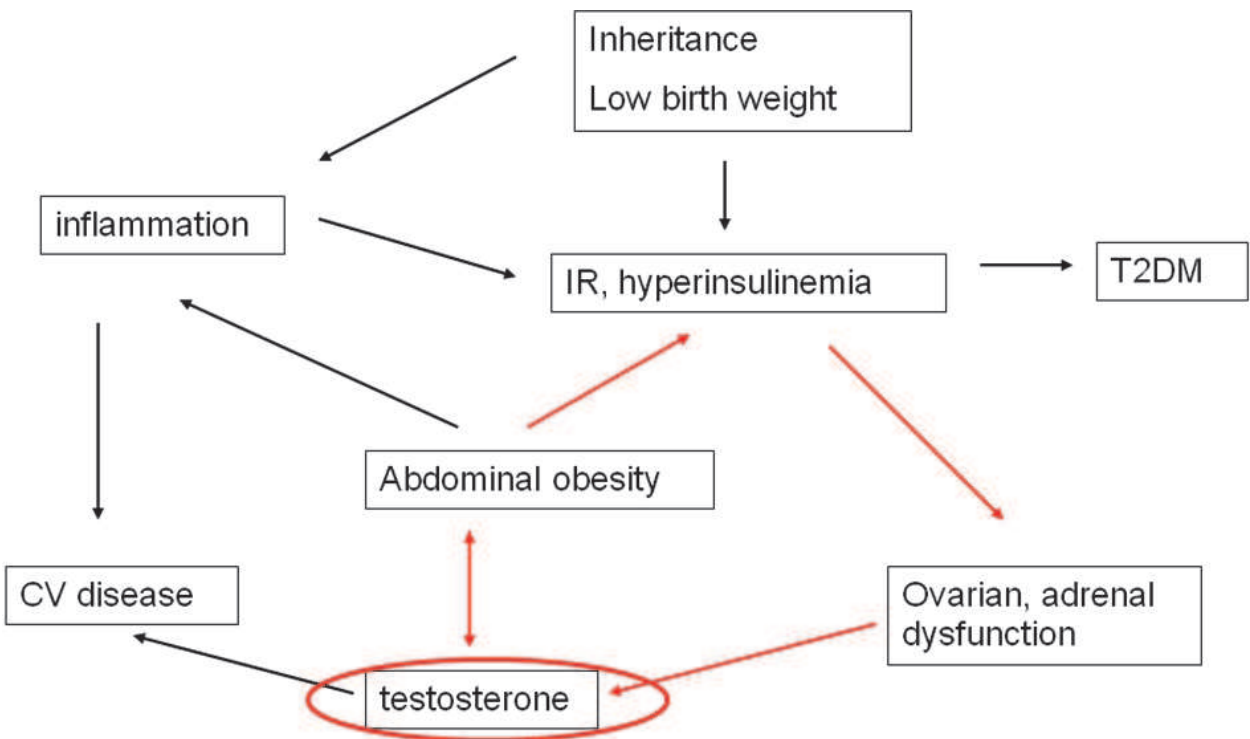 Inheritance
Low birth weight
inflammation
IR, hyperinsulinemia
T2DM
Abdominal obesity
CV disease
Ovarian, adrenal
dysfunction
testosterone